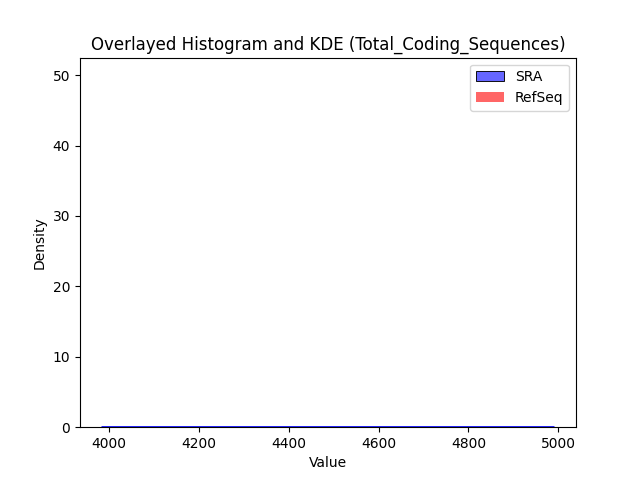 Overlayed Histogram and KDE (Total_Coding_Sequences)
SRA
RefSeq
50
40
30
20
10
0
Density
4000 4200 4400 4600 4800 5000
Value